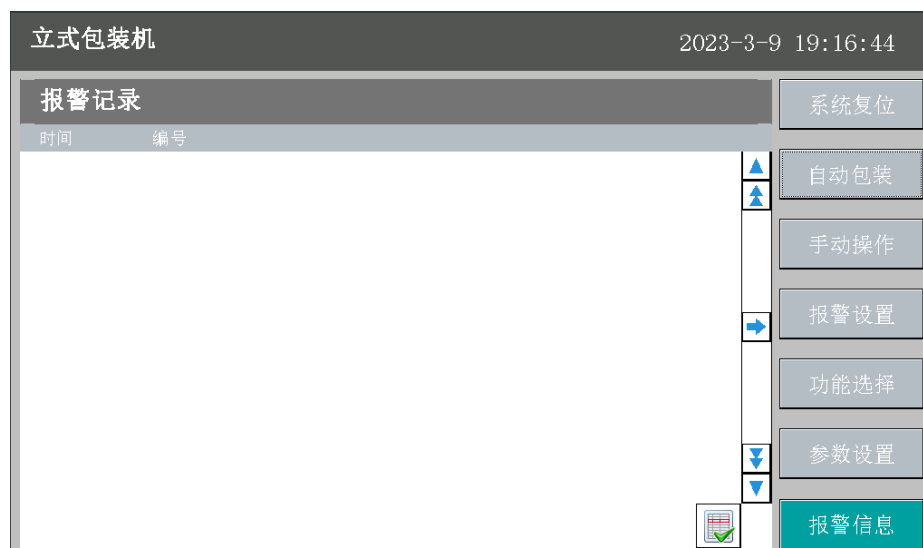 立式包装机
2023-3-9 19:16:44
报警记录
时间 编号
系统复位
自动包装
手动操作
报警设置
功能选择
参数设置
报警信息